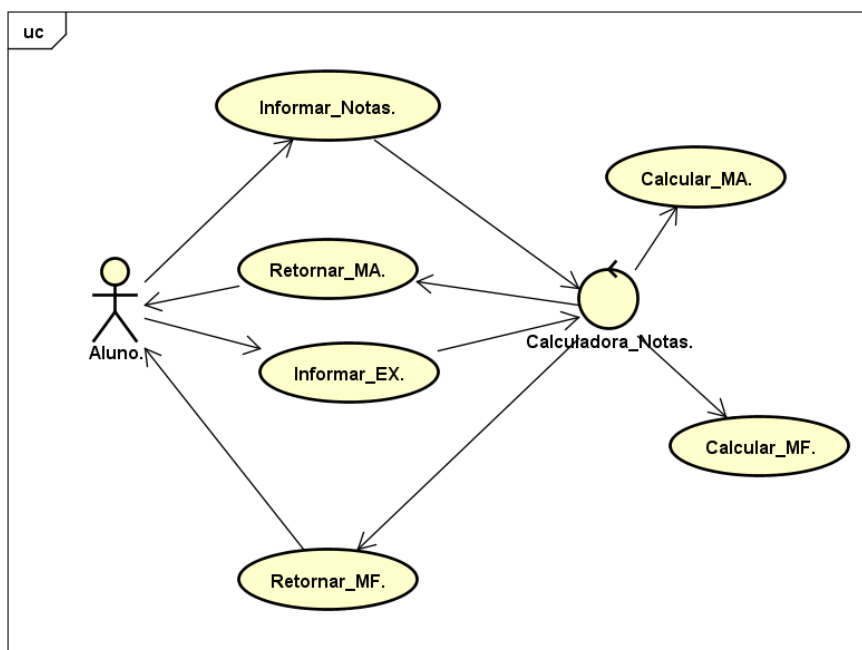 uc
Informar_Notas.
Calcular_MA.
Retornar_MA.
Aluno.
Calculadora_Notas.
Informar_EX.
Calcular_MF.
Retornar_MF.